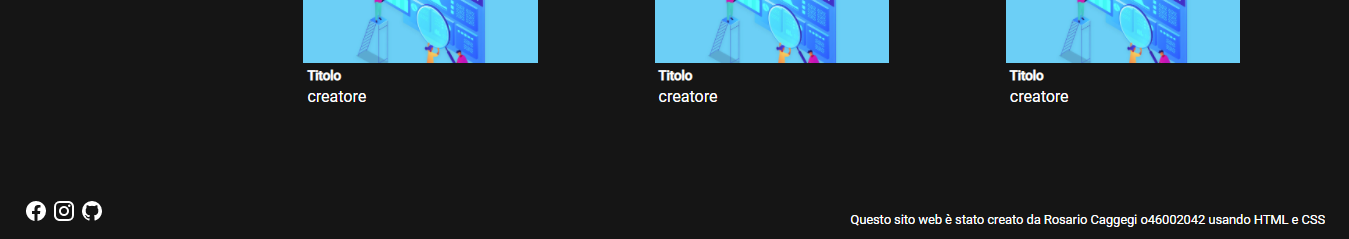 Titolo Titolo Titolo
creatore creatore creatore
Questo sito web è stato creato da Rosario Caggegi o46002042 usando HTML e CSS